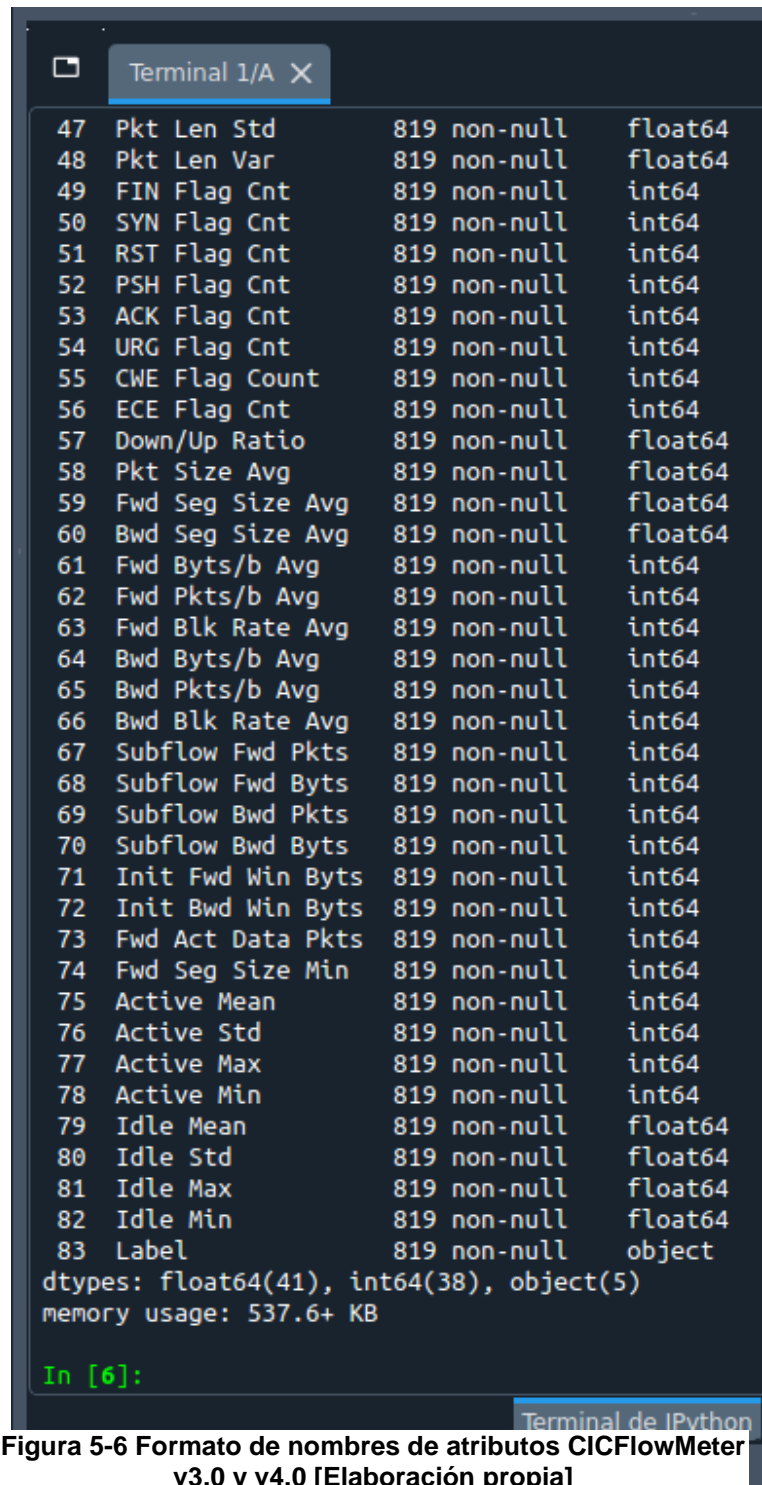 Terminal 1/A
47 Pkt Len Std 819 non-null float64
48 Pkt Len Var 819 non-null float64
49 FIN Flag Cnt 819 non-null int64
50 SYN Flag Cnt 819 non-null int64
51 RST Flag Cnt 819 non-null int64
52 PSH Flag Cnt 819 non-null int64
53 ACK Flag Cnt 819 non-null int64
54 URG Flag Cnt 819 non-null int64
55 CWE Flag Count 819 non-null int64
56 ECE Flag Cnt 819 non-null int64
57 Down/Up Ratio 819 non-null float64
58 Pkt Size Avg 819 non-null float64
59 Fwd Seg Size Avg 819 non-null float64
60 Bwd Seg Size Avg 819 non-null float64
61 Fwd Byts/b Avg 819 non-null int64
62 Fwd Pkts/b Avg 819 non-null int64
63 Fwd Blk Rate Avg 819 non-null int64
64 Bwd Byts/b Avg 819 non-null int64
65 Bwd Pkts/b Avg 819 non-null int64
66 Bwd Blk Rate Avg 819 non-null int64
67 Subflow Fwd Pkts 819 non-null int64
68 Subflow Fwd Byts 819 non-null int64
69 Subflow Bwd Pkts 819 non-null int64
70 Subflow Bwd Byts 819 non-null int64
71 Init Fwd Win Byts 819 non-null int64
72 Init Bwd Win Byts 819 non-null int64
73 Fwd Act Data Pkts 819 non-null int64
74 Fwd Seg Size Min 819 non-null int64
75 Active Mean 819 non-null int64
76 Active Std 819 non-null int64
77 Active Max 819 non-null int64
78 Active Min 819 non-null int64
79 Idle Mean 819 non-null float64
80 Idle Std 819 non-null float64
81 Idle Max 819 non-null float64
82 Idle Min 819 non-null float64
83 Label 819 non-null object
dtypes: float64(41), int64(38), object(5)
memory usage: 537.6+ KB
In [6]:
Terminal de IPython
Figura 5-6 Formato de nombres de atributos CICFlowMeter
v3.0 y v4.0 [Elaboración propia]